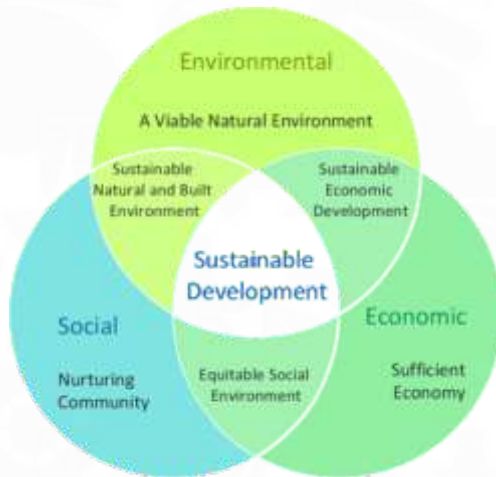 Environmental
A Viable Natural Environment
Sustainable
Natural and Built
Environment
Sustainable
Economic
Development
Sustainable
Development
Social
Nurturing
Community
Equitable Social
Environment
Economic
Sufficient
Economy